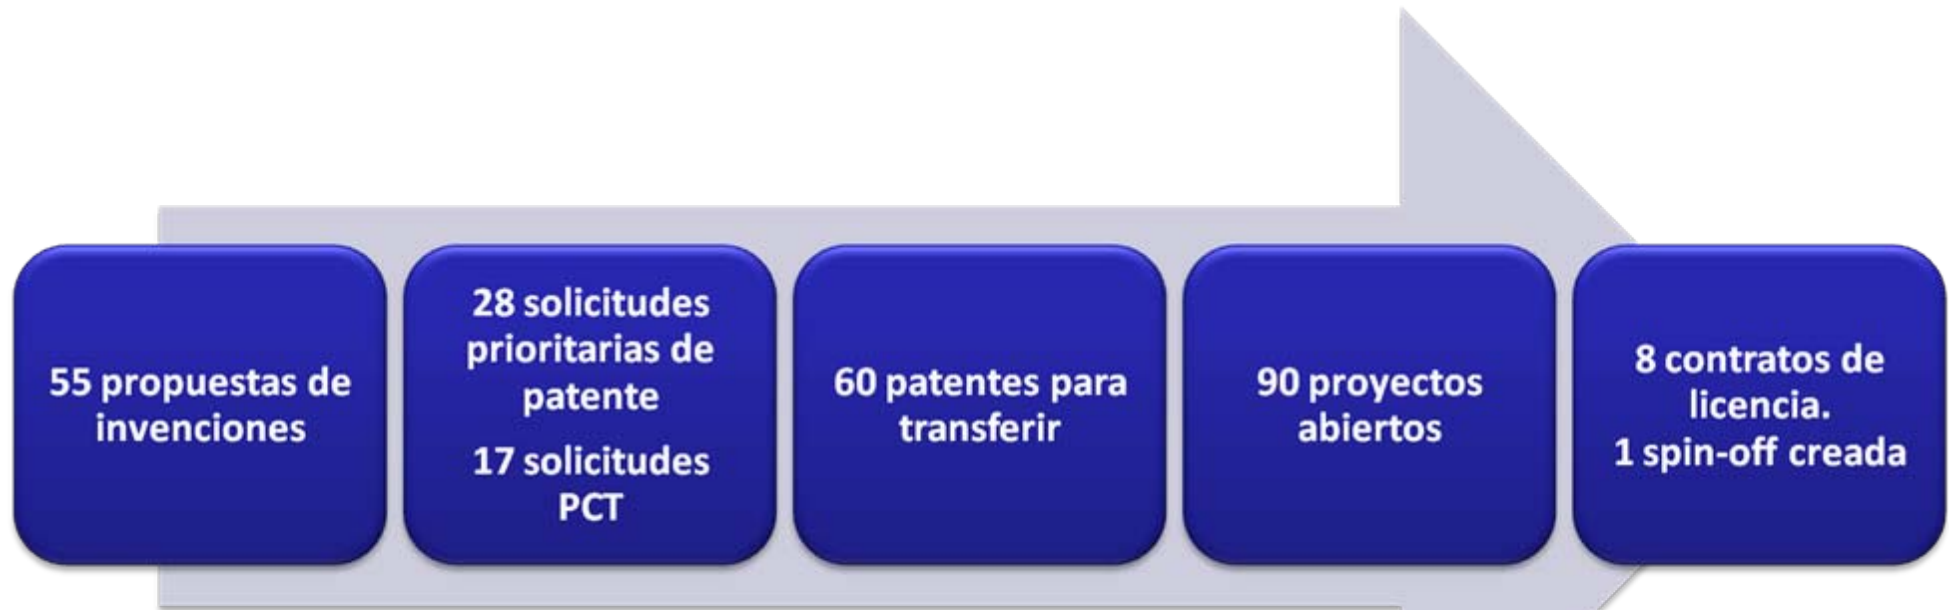 55 propuestas de
invenciones
28 solicitudes
prioritarias de
patente
17 solicitudes
PCT
60 patentes para
transferir
90 proyectos
abiertos
8 contratos de
licencia.
1 spin-off creada